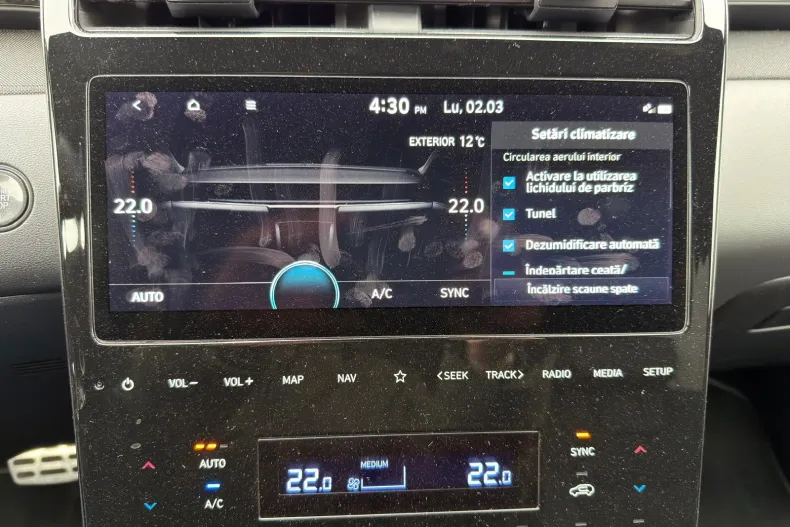 4:30 PM Lu, 02.03
EXTERIOR 12°C
Setări climatizare
Circularea aerului interior
Activare la utilizarea
lichidului de parbriz
22.0
22.0
Tunel
Dezumidificare automată
Îndepărtare ceață/
Încălzire scaune spate
AUTO
A/C
SYNC
VOL−
VOL+
MAP
NAV
<SEEK
TRACK>
RADIO
MEDIA
SETUP
AUTO
A/C
22.0
MEDIUM
22.0
SYNC